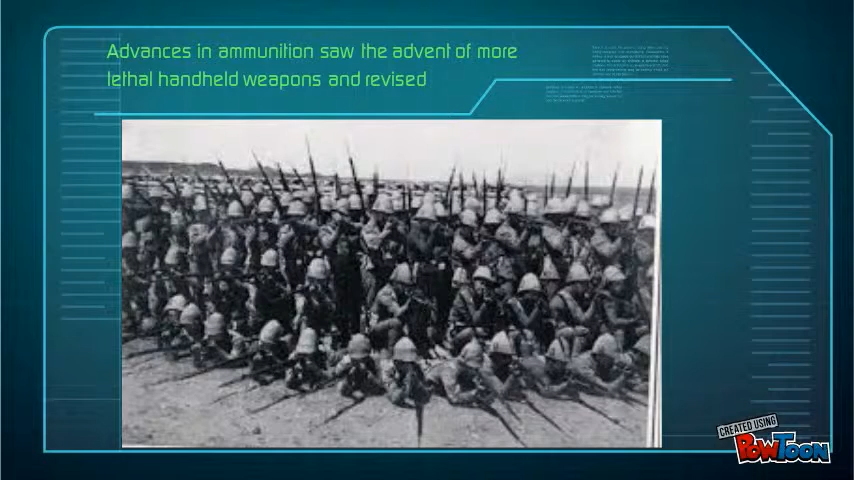 Advances in ammunition saw the advent of more
lethal handheld weapons and revised
CREATED USING
POWTOON